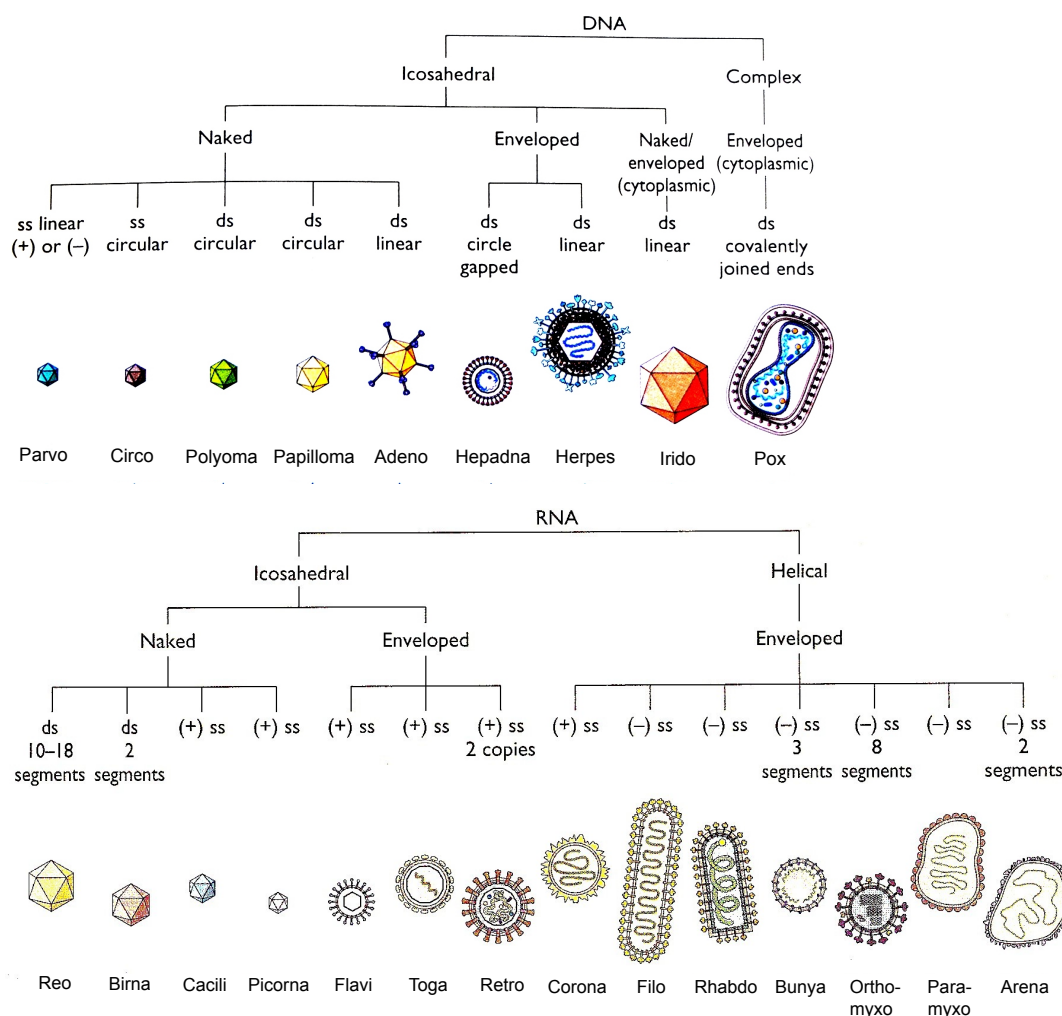 DNA
Icosahedral
Complex
Naked
Enveloped
Naked/
enveloped
(cytoplasmic)
Enveloped
(cytoplasmic)
ss linear
(+) or (–)
ss
circular
ds
circular
ds
circular
ds
linear
ds
circle
gapped
ds
linear
ds
linear
ds
covalently
joined ends
Parvo
Circo
Polyoma
Papilloma
Adeno
Hepadna
Herpes
Irido
Pox
RNA
Icosahedral
Helical
Naked
Enveloped
Enveloped
ds
10–18
segments
ds
2
segments
(+) ss
(+) ss
(+) ss
(+) ss
(+) ss
2 copies
(+) ss
(–) ss
(–) ss
(–) ss
3
segments
(–) ss
8
segments
(–) ss
(–) ss
2
segments
Reo
Birna
Cacili
Picorna
Flavi
Toga
Retro
Corona
Filo
Rhabdo
Bunya
Ortho-
myxo
Para-
myxo
Arena